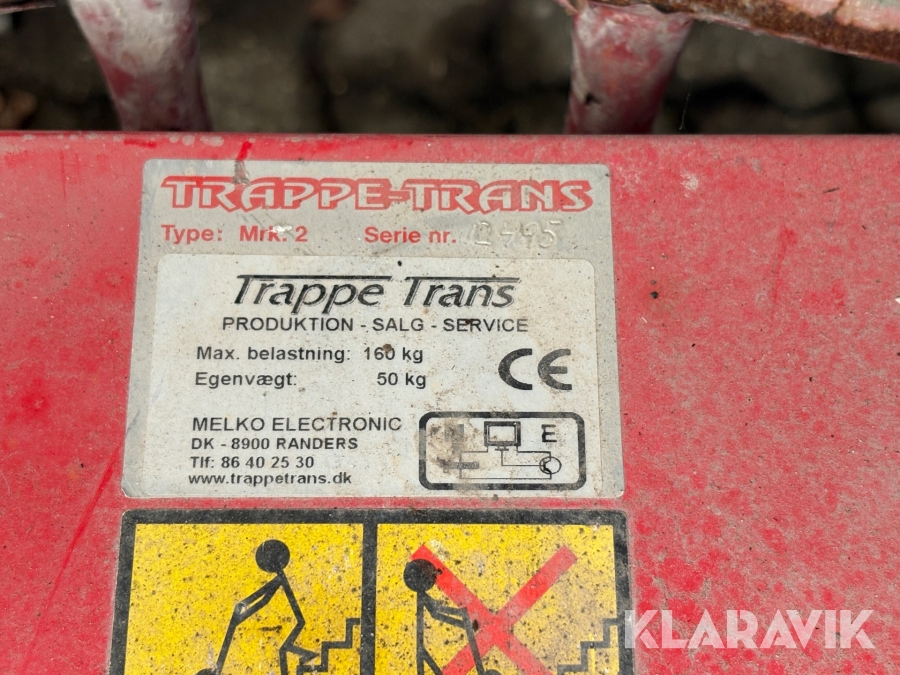 TRAPPE-TRANS
Type: Mrk. 2 Serie nr.
Trappe Trans
PRODUKTION - SALG - SERVICE
Max. belastning: 160 kg
Egenvægt: 50 kg
CE
MELKO ELECTRONIC
DK - 8900 RANDERS
Tlf: 86 40 25 30
www.trappetrans.dk
E
KLARAVIK